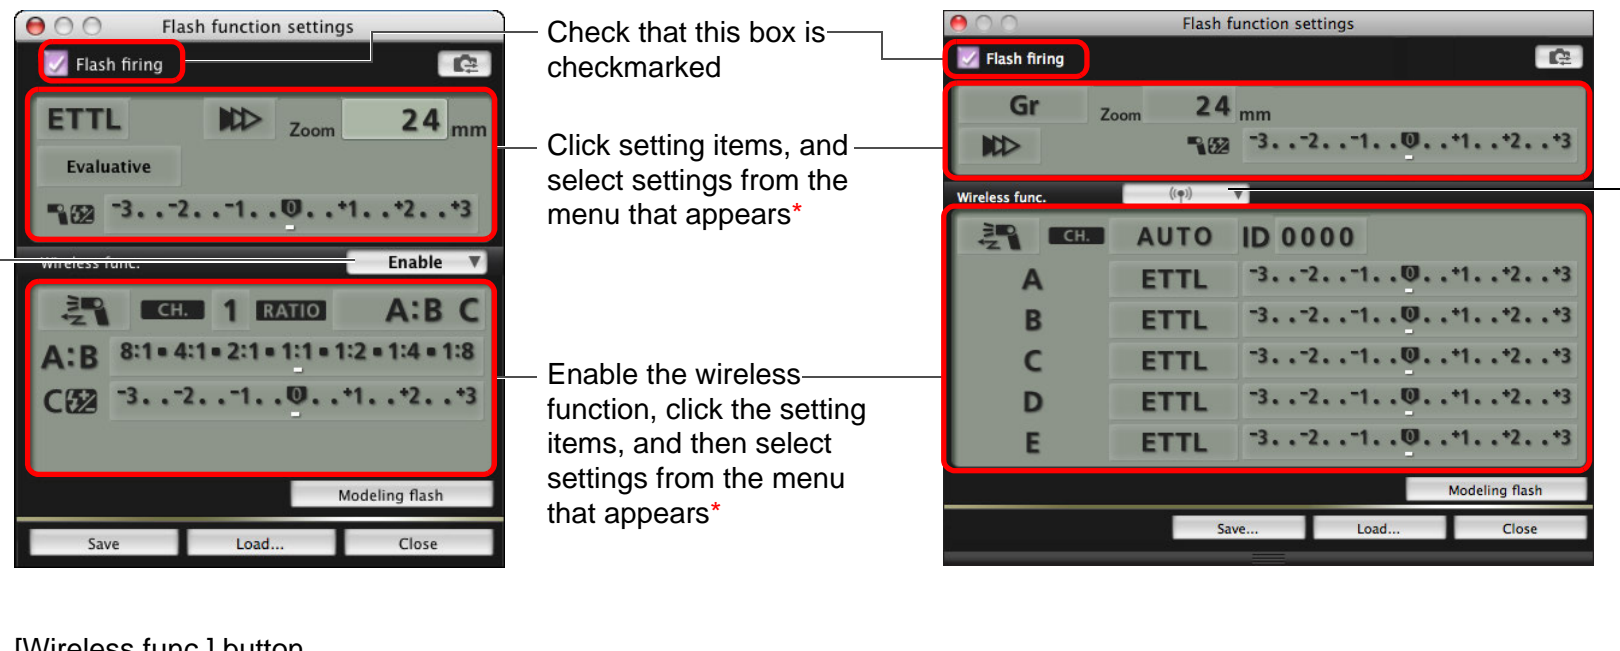 Flash function settings
Flash firing
ETTL
Zoom 24 mm
Evaluative
-3. . -2. . -1. . 0. . +1. . +2. . +3
Wireless func. Enable
CH. 1 RATIO A:B C
A:B 8:1 ▪ 4:1 ▪ 2:1 ▪ 1:1 ▪ 1:2 ▪ 1:4 ▪ 1:8
C -3. . -2. . -1. . 0. . +1. . +2. . +3
Modeling flash
Save Load... Close
Check that this box is
checkmarked
Click setting items, and
select settings from the
menu that appears*
Enable the wireless
function, click the setting
items, and then select
settings from the menu
that appears*
Flash function settings
Flash firing
Gr Zoom 24 mm
-3. . -2. . -1. . 0. . +1. . +2. . +3
Wireless func.
CH. AUTO ID 0000
A ETTL -3. . -2. . -1. . 0. . +1. . +2. . +3
B ETTL -3. . -2. . -1. . 0. . +1. . +2. . +3
C ETTL -3. . -2. . -1. . 0. . +1. . +2. . +3
D ETTL -3. . -2. . -1. . 0. . +1. . +2. . +3
E ETTL -3. . -2. . -1. . 0. . +1. . +2. . +3
Modeling flash
Save... Load... Close
[Wireless func.] button